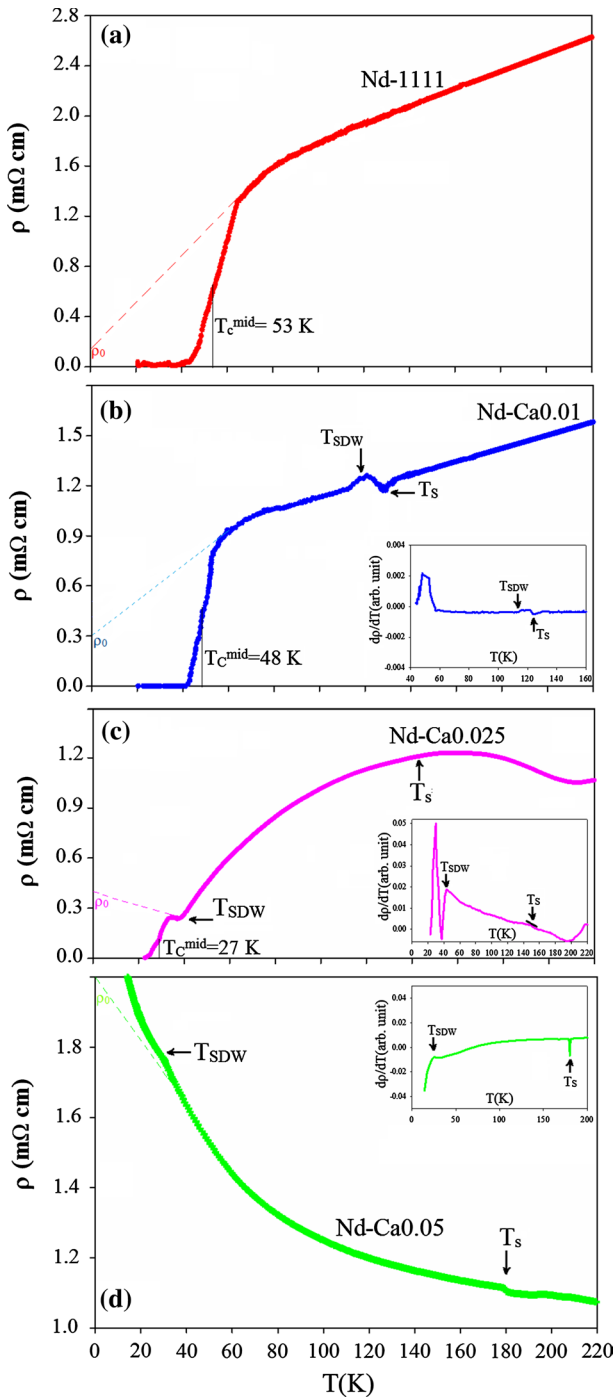 (a)
Nd-1111
ρ (mΩ cm)
2.8
2.4
2.0
1.6
1.2
0.8
0.4
0.0
ρ0
Tc^mid= 53 K
(b)
Nd-Ca0.01
ρ (mΩ cm)
1.5
1.2
0.9
0.6
0.3
0.0
ρ0
TSDW
TS
TC^mid=48 K
dρ/dT(arb. unit)
0.004
0.002
0.000
-0.002
-0.004
TSDW
TS
T(K)
40 60 80 100 120 140 160
(c)
Nd-Ca0.025
ρ (mΩ cm)
1.2
0.9
0.6
0.3
0.0
ρ0
TS
TSDW
TC^mid=27 K
dρ/dT(arb. unit)
0.05
0.04
0.03
0.02
0.01
0.00
TSDW
TS
T(K)
0 20 40 60 80 100 120 140 160 180 200 220
ρ (mΩ cm)
1.8
1.6
1.4
1.2
1.0
ρ0
TSDW
dρ/dT(arb. unit)
0.04
0.02
0.00
-0.02
-0.04
TSDW
TS
T(K)
0 50 100 150 200
Nd-Ca0.05
Ts
(d)
0 20 40 60 80 100 120 140 160 180 200 220
T(K)